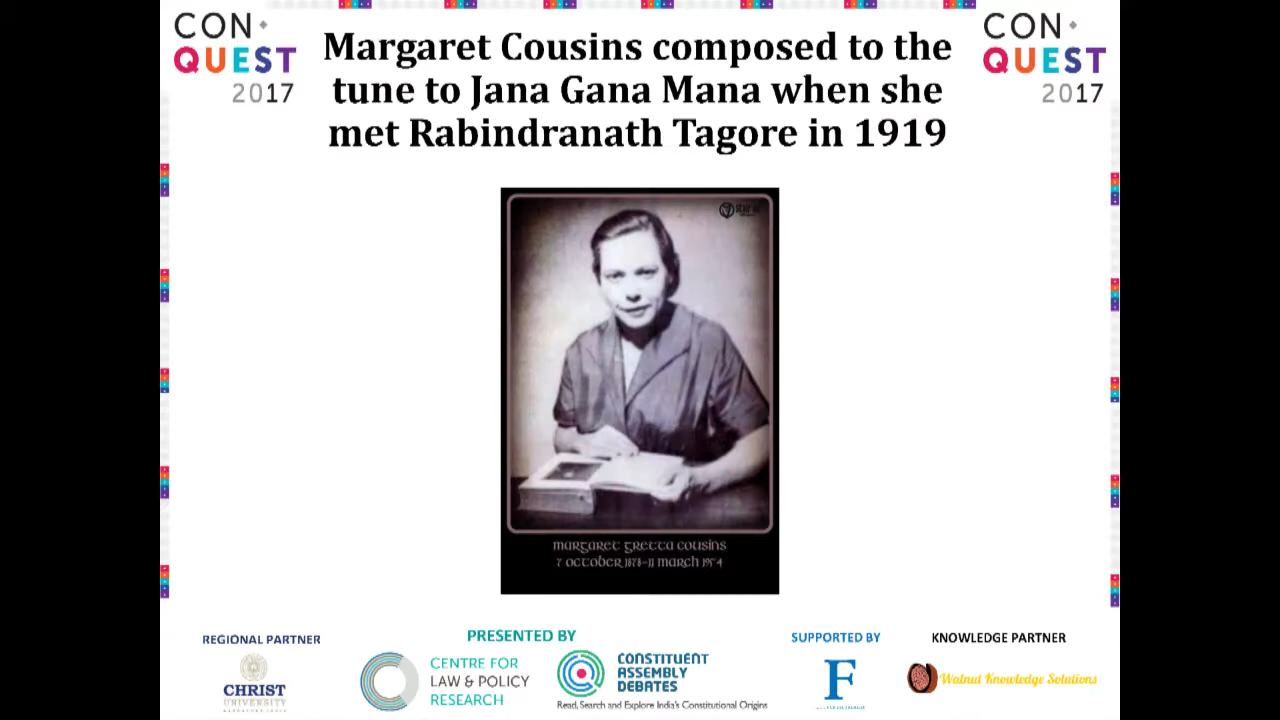 CON
QUEST
2017
Margaret Cousins composed to the
tune to Jana Gana Mana when she
met Rabindranath Tagore in 1919
CON
QUEST
2017
margaret gretta cousins
7 october 1878-11 march 1954
REGIONAL PARTNER
CHRIST
UNIVERSITY
PRESENTED BY
CENTRE FOR
LAW & POLICY
RESEARCH
CONSTITUENT
ASSEMBLY
DEBATES
Read, Search and Explore India's Constitutional Origins
SUPPORTED BY
F
KNOWLEDGE PARTNER
Walnut Knowledge Solutions